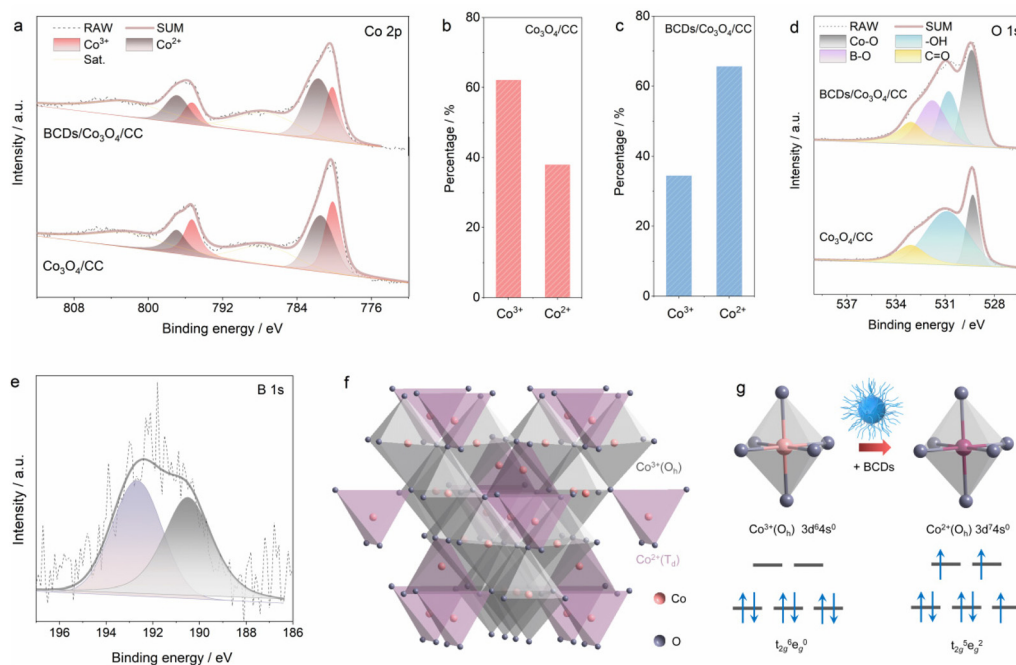 a
RAW SUM Co 2p
Co³⁺ Co²⁺
Sat.
BCDs/Co₃O₄/CC
Co₃O₄/CC
Intensity / a.u.
808 800 792 784 776
Binding energy / eV
b
Co₃O₄/CC
Percentage / %
80
60
40
20
0
Co³⁺ Co²⁺
c
BCDs/Co₃O₄/CC
Percentage / %
80
60
40
20
0
Co³⁺ Co²⁺
d
RAW SUM O 1s
Co-O -OH
B-O C=O
BCDs/Co₃O₄/CC
Co₃O₄/CC
Intensity / a.u.
537 534 531 528
Binding energy / eV
e
B 1s
Intensity / a.u.
196 194 192 190 188 186
Binding energy / eV
f
Co³⁺(Oₕ)
Co²⁺(T_d)
Co
O
g
+ BCDs
Co³⁺(Oₕ) 3d⁶4s⁰
Co²⁺(Oₕ) 3d⁷4s⁰
t₂g⁶eg⁰
t₂g⁵eg²